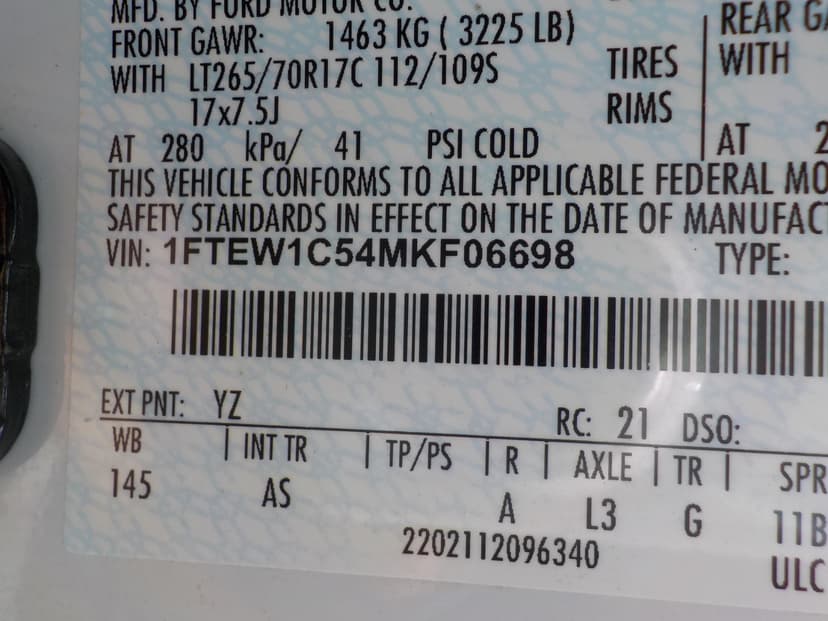 MFD. BY FORD MOTOR CO.
FRONT GAWR: 1463 KG ( 3225 LB) REAR GA
WITH LT265/70R17C 112/109S TIRES WITH
17x7.5J RIMS
AT 280 kPa/ 41 PSI COLD AT 2
THIS VEHICLE CONFORMS TO ALL APPLICABLE FEDERAL MO
SAFETY STANDARDS IN EFFECT ON THE DATE OF MANUFACT
VIN: 1FTEW1C54MKF06698 TYPE:
EXT PNT: YZ RC: 21 DSO:
WB | INT TR | TP/PS | R | AXLE | TR | SPR
145 AS A L3 G 11B
2202112096340 ULC